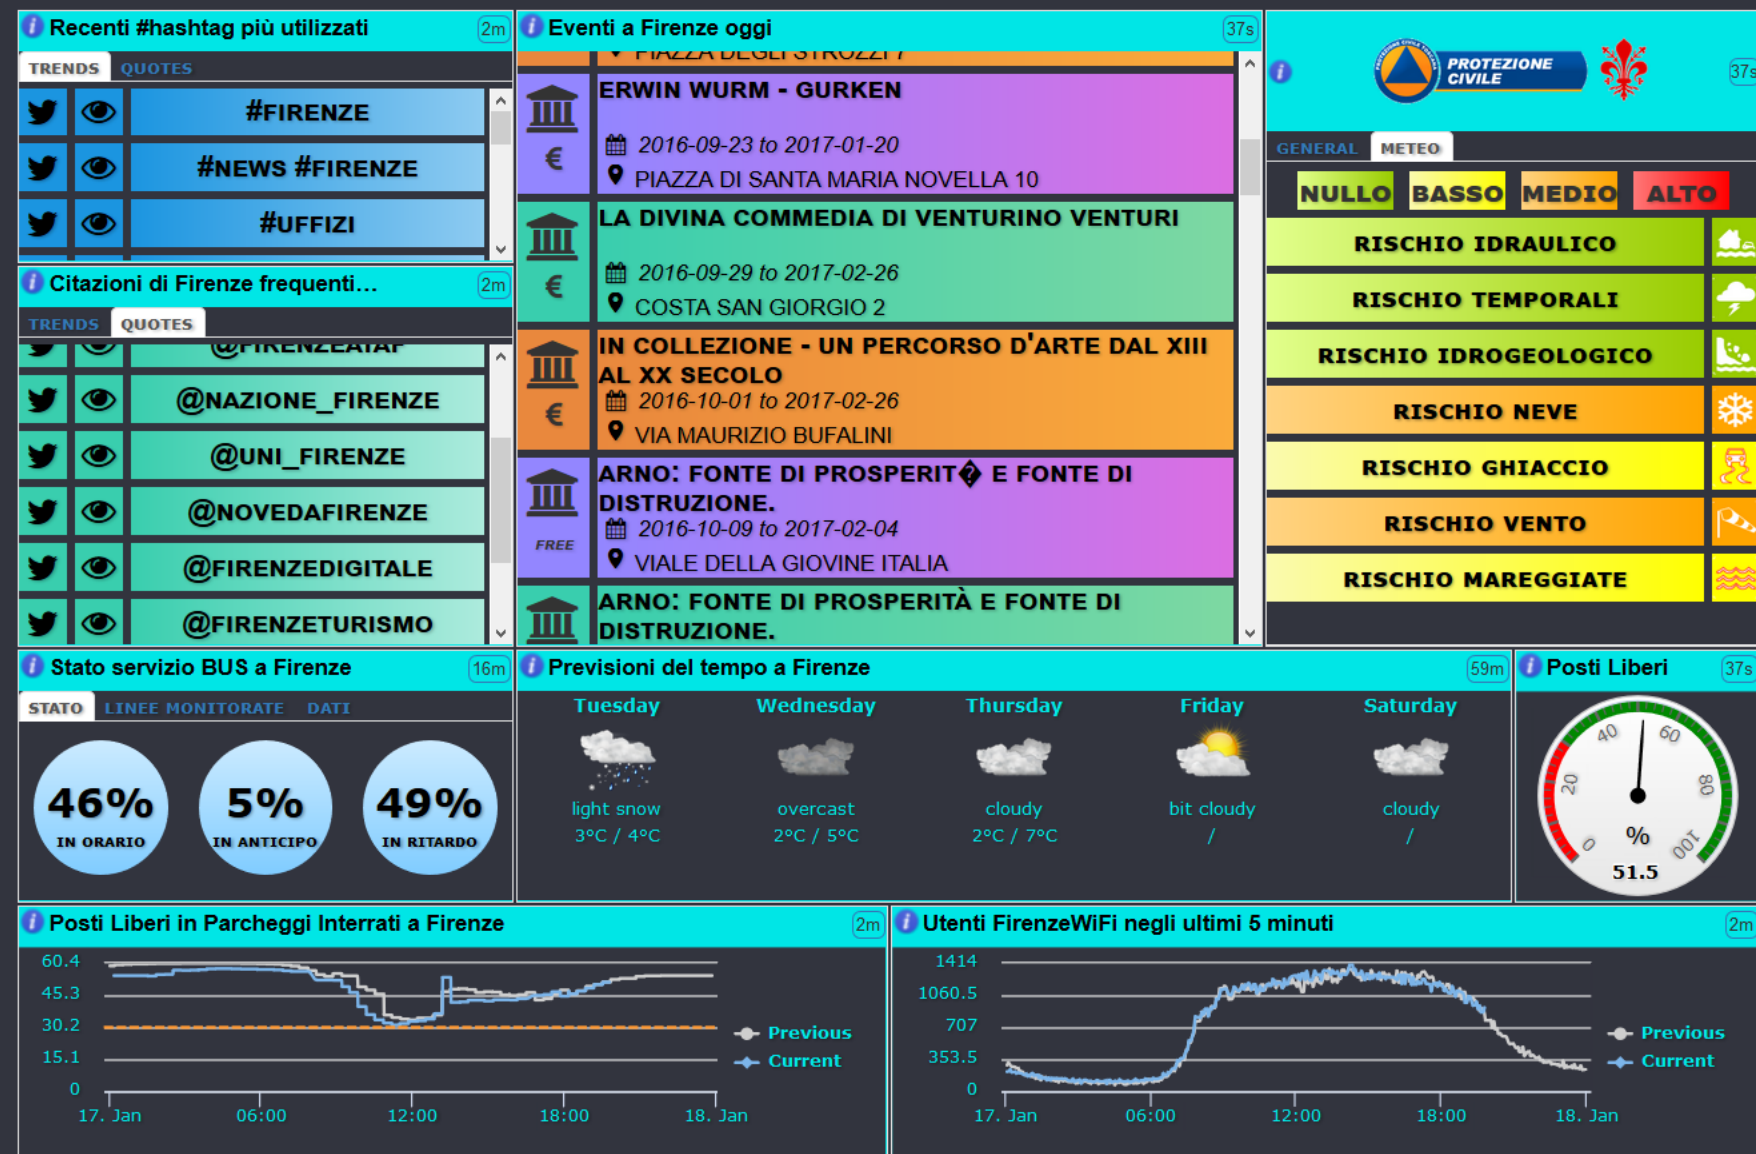 Recenti #hashtag più utilizzati
2m
TRENDS QUOTES
#FIRENZE
#NEWS #FIRENZE
#UFFIZI
Citazioni di Firenze frequenti...
2m
TRENDS QUOTES
@FIRENZEATAF
@NAZIONE_FIRENZE
@UNI_FIRENZE
@NOVEDAFIRENZE
@FIRENZEDIGITALE
@FIRENZETURISMO
Eventi a Firenze oggi
37s
PIAZZA DEGLI STROZZI 7
ERWIN WURM - GURKEN
2016-09-23 to 2017-01-20
€
PIAZZA DI SANTA MARIA NOVELLA 10
LA DIVINA COMMEDIA DI VENTURINO VENTURI
2016-09-29 to 2017-02-26
€
COSTA SAN GIORGIO 2
IN COLLEZIONE - UN PERCORSO D'ARTE DAL XIII
AL XX SECOLO
2016-10-01 to 2017-02-26
€
VIA MAURIZIO BUFALINI
ARNO: FONTE DI PROSPERIT� E FONTE DI
DISTRUZIONE.
2016-10-09 to 2017-02-04
FREE
VIALE DELLA GIOVINE ITALIA
ARNO: FONTE DI PROSPERITÀ E FONTE DI
DISTRUZIONE.
PROTEZIONE
CIVILE
37s
GENERAL METEO
NULLO BASSO MEDIO ALTO
RISCHIO IDRAULICO
RISCHIO TEMPORALI
RISCHIO IDROGEOLOGICO
RISCHIO NEVE
RISCHIO GHIACCIO
RISCHIO VENTO
RISCHIO MAREGGIATE
Stato servizio BUS a Firenze
16m
STATO LINEE MONITORATE DATI
46% 5% 49%
IN ORARIO IN ANTICIPO IN RITARDO
Previsioni del tempo a Firenze
59m
Tuesday Wednesday Thursday Friday Saturday
light snow overcast cloudy bit cloudy cloudy
3°C / 4°C 2°C / 5°C 2°C / 7°C / /
Posti Liberi
37s
0 20 40 60 80 100
%
51.5
Posti Liberi in Parcheggi Interrati a Firenze
2m
60.4
45.3
30.2
15.1
0
17. Jan 06:00 12:00 18:00 18. Jan
Previous
Current
Utenti FirenzeWiFi negli ultimi 5 minuti
2m
1414
1060.5
707
353.5
0
17. Jan 06:00 12:00 18:00 18. Jan
Previous
Current